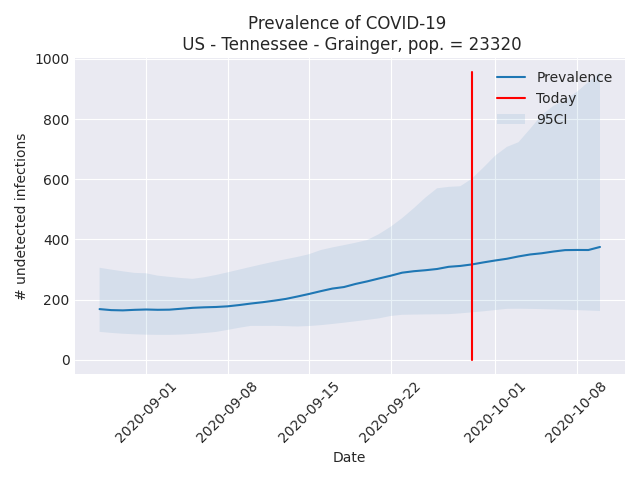 Prevalence of COVID-19
US - Tennessee - Grainger, pop. = 23320
1000
800
600
400
200
0
# undetected infections
Prevalence
Today
95CI
2020-09-01
2020-09-08
2020-09-15
2020-09-22
2020-10-01
2020-10-08
Date